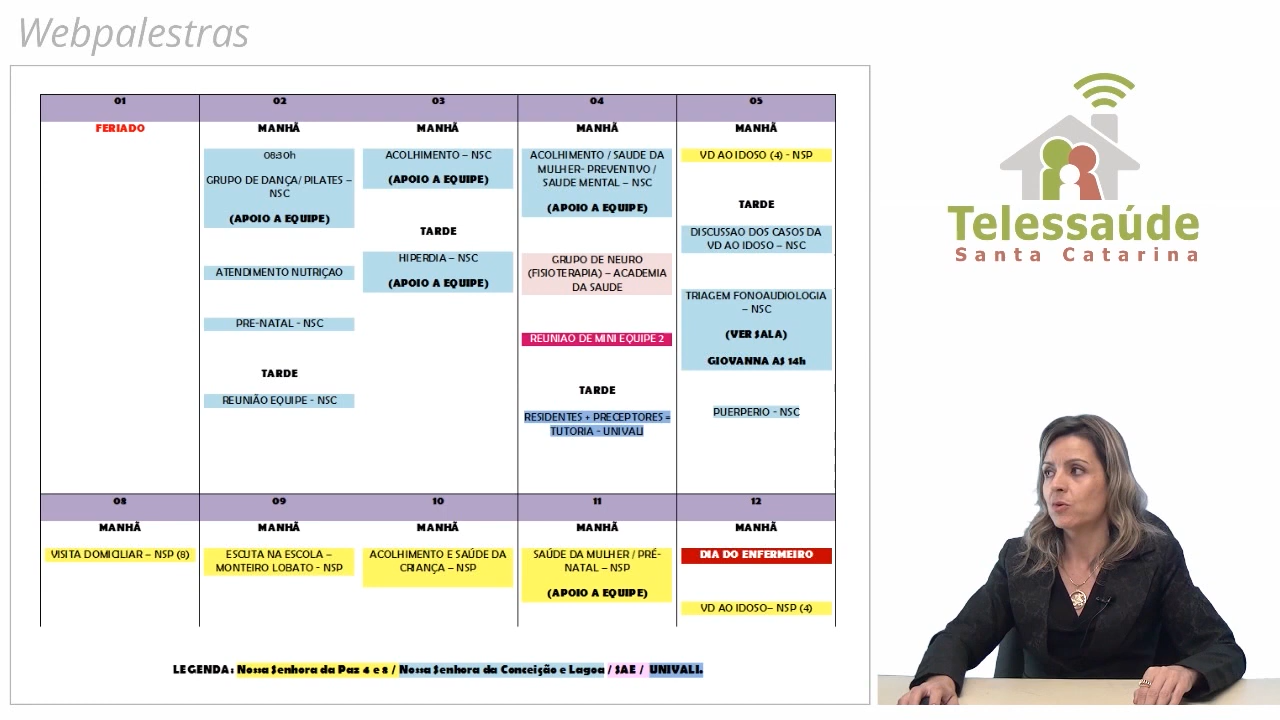 Webpalestras
01
FERIADO
02
MANHÃ
08:30h
GRUPO DE DANÇA/ PILATES –
NSC
(APOIO A EQUIPE)
ATENDIMENTO NUTRIÇAO
PRE-NATAL - NSC
TARDE
REUNIÃO EQUIPE - NSC
03
MANHÃ
ACOLHIMENTO – NSC
(APOIO A EQUIPE)
TARDE
HIPERDIA – NSC
(APOIO A EQUIPE)
04
MANHÃ
ACOLHIMENTO / SAUDE DA
MULHER- PREVENTIVO /
SAUDE MENTAL – NSC
(APOIO A EQUIPE)
GRUPO DE NEURO
(FISIOTERAPIA) – ACADEMIA
DA SAUDE
REUNIAO DE MINI EQUIPE 2
TARDE
RESIDENTES + PRECEPTORES =
TUTORIA - UNIVALI
05
MANHÃ
VD AO IDOSO (4) - NSP
TARDE
DISCUSSAO DOS CASOS DA
VD AO IDOSO – NSC
TRIAGEM FONOAUDIOLOGIA
– NSC
(VER SALA)
GIOVANNA AS 14h
PUERPERIO - NSC
08
MANHÃ
VISITA DOMICILIAR – NSP (8)
09
MANHÃ
ESCUTA NA ESCOLA –
MONTEIRO LOBATO - NSP
10
MANHÃ
ACOLHIMENTO E SAÚDE DA
CRIANÇA – NSP
11
MANHÃ
SAÚDE DA MULHER / PRÉ-
NATAL – NSP
(APOIO A EQUIPE)
12
MANHÃ
DIA DO ENFERMEIRO
VD AO IDOSO– NSP (4)
LEGENDA: Nossa Senhora da Paz 4 e 8 / Nossa Senhora da Conceição e Lagoa / SAE / UNIVALI.
Telessaúde
Santa Catarina